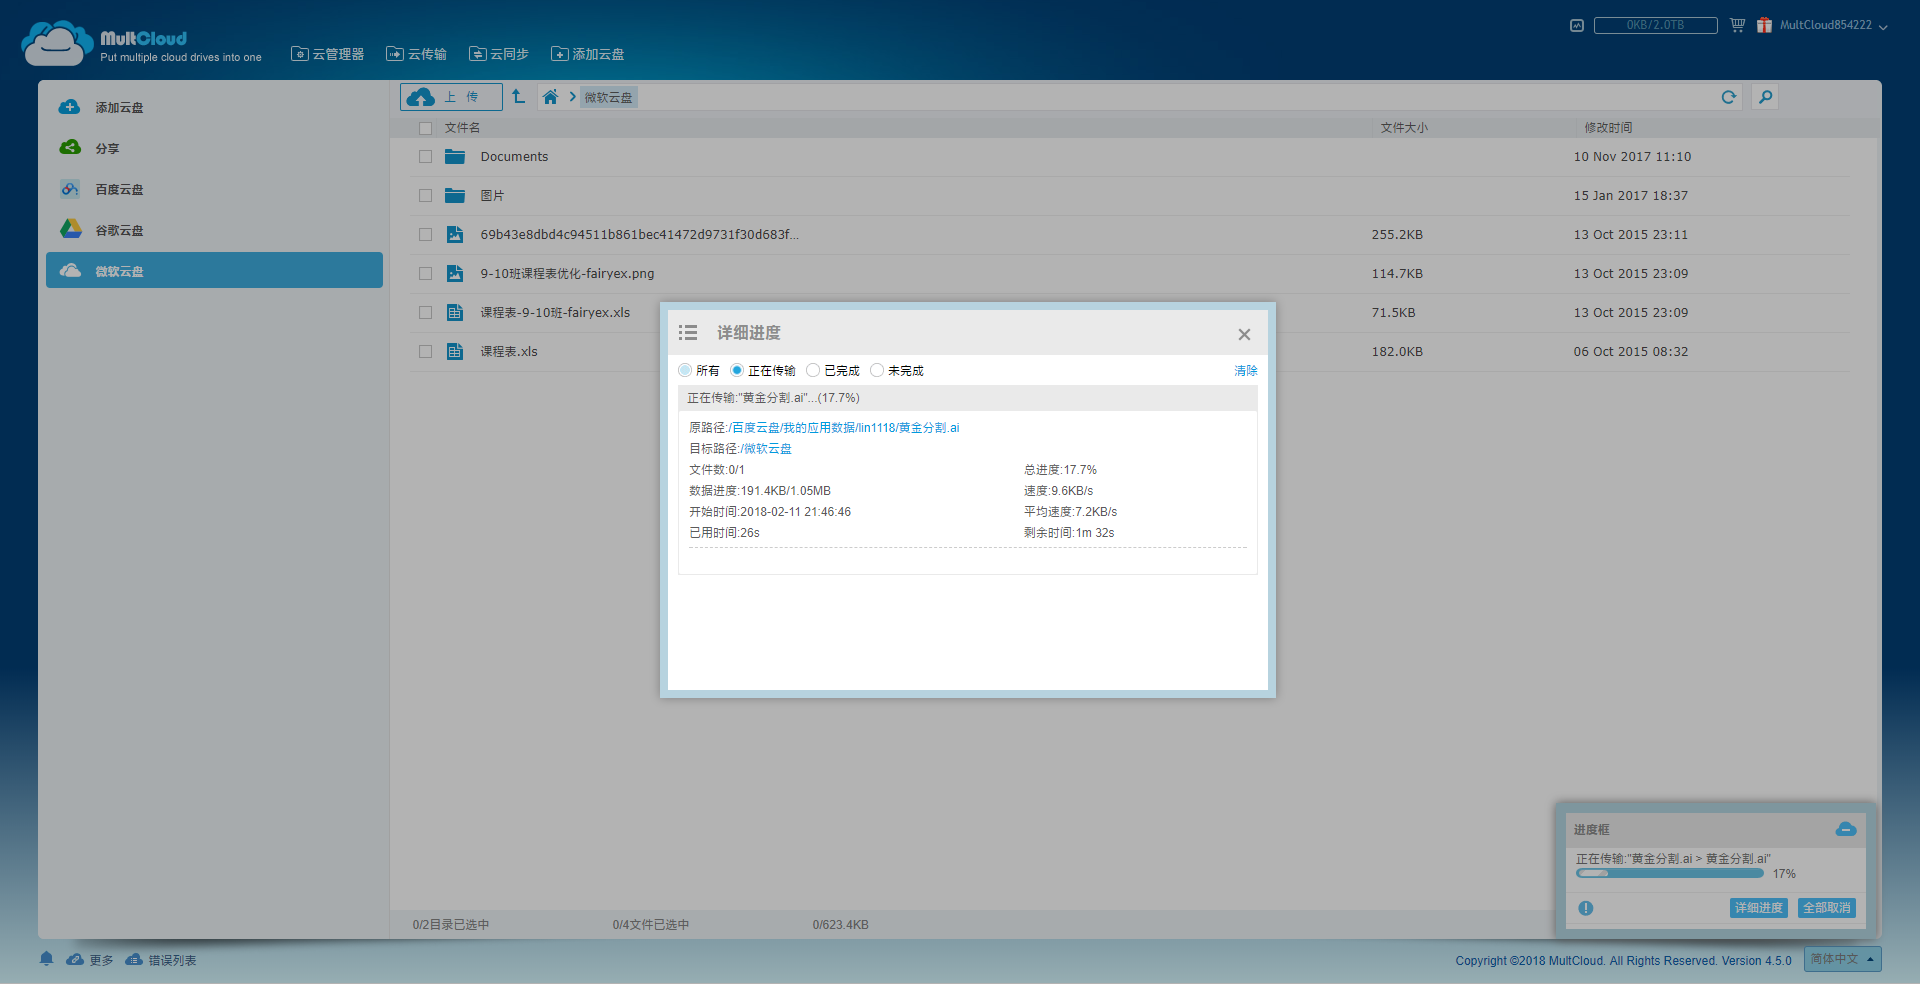 MultCloud
Put multiple cloud drives into one
云管理器 云传输 云同步 添加云盘
0KB/2.0TB MultCloud854222
添加云盘
分享
百度云盘
谷歌云盘
微软云盘
上 传 微软云盘
文件名 文件大小 修改时间
Documents 10 Nov 2017 11:10
图片 15 Jan 2017 18:37
69b43e8dbd4c94511b861bec41472d9731f30d683f... 255.2KB 13 Oct 2015 23:11
9-10班课程表优化-fairyex.png 114.7KB 13 Oct 2015 23:09
课程表-9-10班-fairyex.xls 71.5KB 13 Oct 2015 23:09
课程表.xls 182.0KB 06 Oct 2015 08:32
详细进度
所有 正在传输 已完成 未完成 清除
正在传输:"黄金分割.ai"...(17.7%)
原路径:/百度云盘/我的应用数据/lin1118/黄金分割.ai
目标路径:/微软云盘
文件数:0/1 总进度:17.7%
数据进度:191.4KB/1.05MB 速度:9.6KB/s
开始时间:2018-02-11 21:46:46 平均速度:7.2KB/s
已用时间:26s 剩余时间:1m 32s
进度框
正在传输:"黄金分割.ai > 黄金分割.ai"
17%
详细进度 全部取消
0/2目录已选中 0/4文件已选中 0/623.4KB
更多 错误列表
Copyright ©2018 MultCloud. All Rights Reserved. Version 4.5.0 简体中文